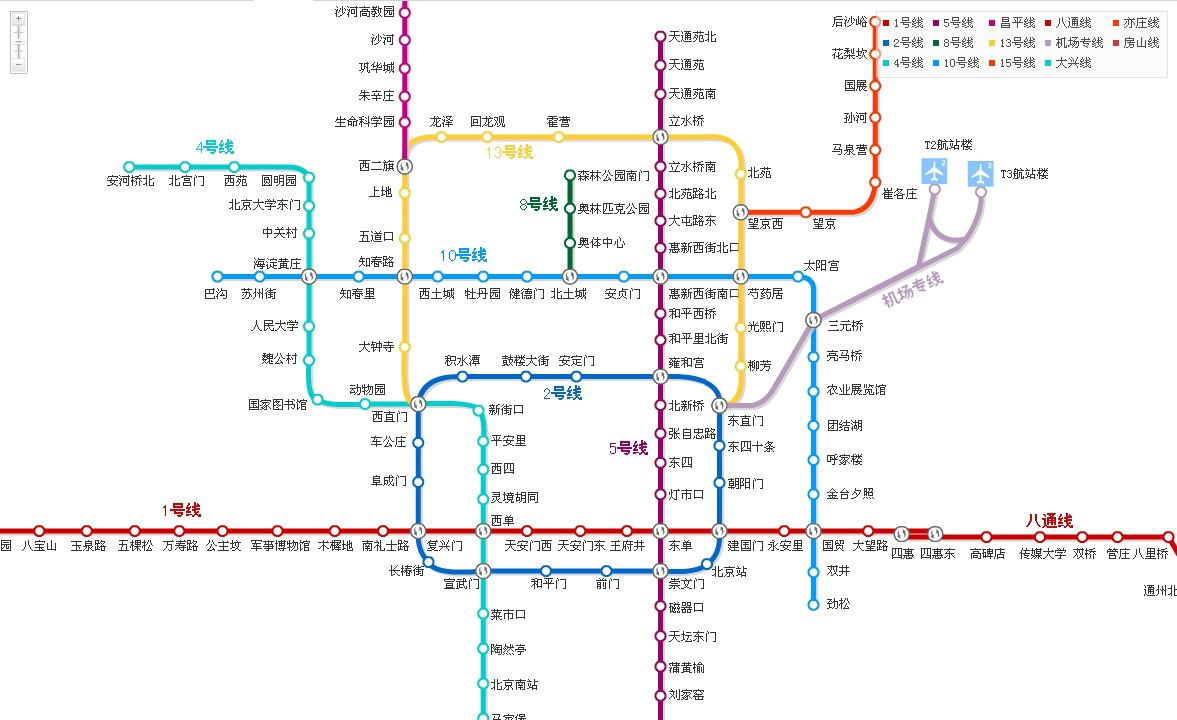 沙河高教园
沙河
巩华城
朱辛庄
生命科学园
天通苑北
天通苑
天通苑南
立水桥
后沙峪
花梨坎
国展
孙河
马泉营
崔各庄
1号线
5号线
昌平线
八通线
亦庄线
2号线
8号线
13号线
机场专线
房山线
4号线
10号线
15号线
大兴线
T2航站楼
T3航站楼
2
3
4号线
安河桥北
北宫门
西苑
圆明园
北京大学东门
中关村
海淀黄庄
龙泽
回龙观
霍营
13号线
西二旗
上地
五道口
知春路
8号线
森林公园南门
奥林匹克公园
奥体中心
立水桥南
北苑路北
大屯路东
惠新西街北口
北苑
望京西
望京
10号线
太阳宫
巴沟
苏州街
知春里
西土城
牡丹园
健德门
北土城
安贞门
惠新西街南口
芍药居
机场专线
人民大学
魏公村
国家图书馆
动物园
大钟寺
西直门
和平西桥
和平里北街
雍和宫
光熙门
柳芳
三元桥
亮马桥
农业展览馆
团结湖
呼家楼
金台夕照
积水潭
鼓楼大街
安定门
2号线
新街口
平安里
西四
灵境胡同
西单
车公庄
阜成门
北新桥
张自忠路
5号线
东四
灯市口
东直门
东四十条
朝阳门
1号线
八通线
园
八宝山
玉泉路
五棵松
万寿路
公主坟
军事博物馆
木樨地
南礼士路
复兴门
天安门西
天安门东
王府井
东单
建国门
永安里
国贸
大望路
四惠
四惠东
高碑店
传媒大学
双桥
管庄
八里桥
通州北
长椿街
宣武门
和平门
前门
崇文门
北京站
双井
劲松
菜市口
陶然亭
北京南站
磁器口
天坛东门
蒲黄榆
刘家窑